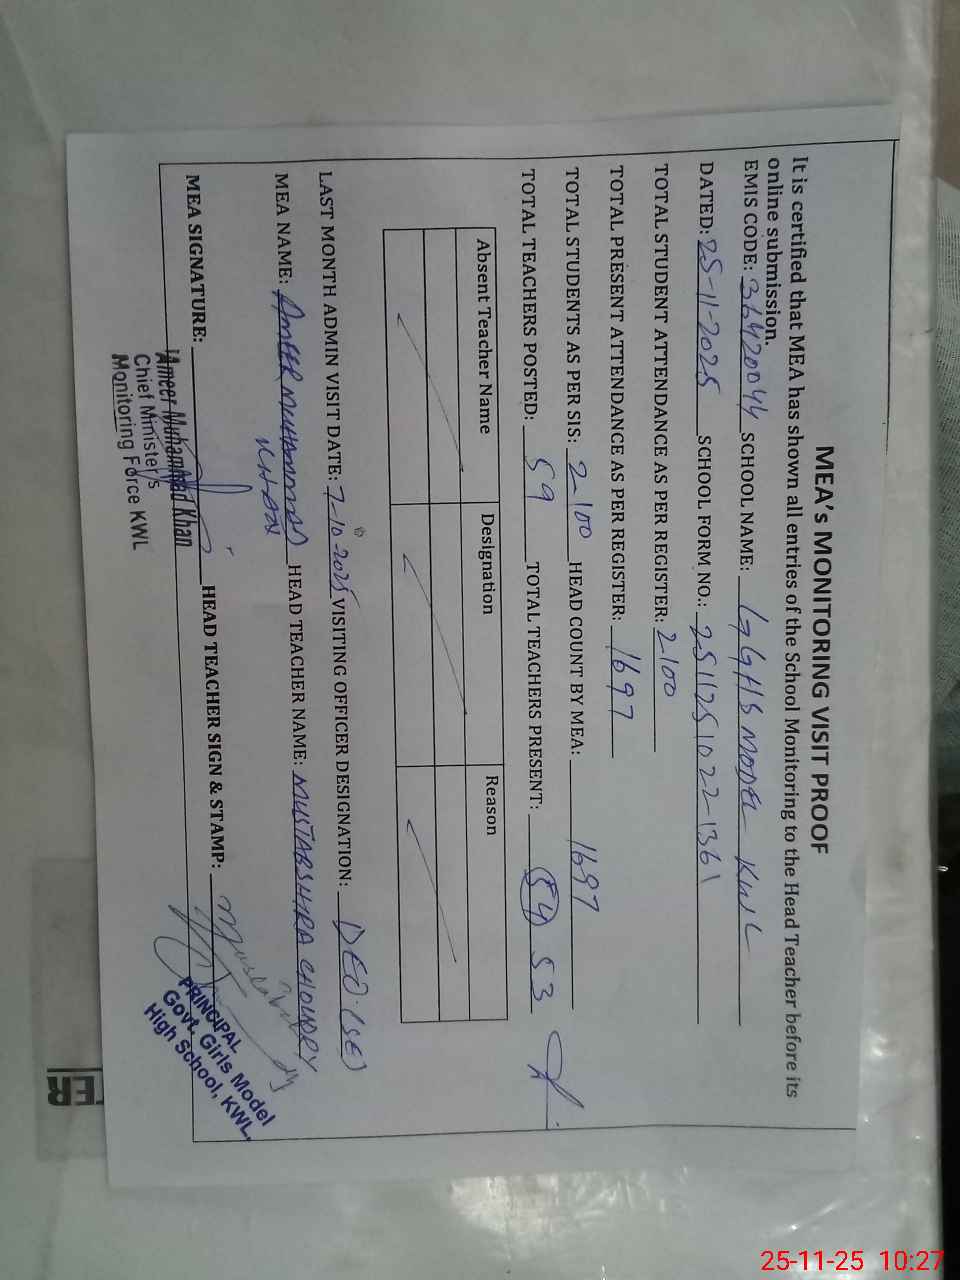 MEA's MONITORING VISIT PROOF
It is certified that MEA has shown all entries of the School Monitoring to the Head Teacher before its
online submission.
EMIS CODE: 36420044 SCHOOL NAME: GGHS MODEL KWL
DATED: 25-11-2025 SCHOOL FORM NO.: 2511251022-1361
TOTAL STUDENT ATTENDANCE AS PER REGISTER: 2100
TOTAL PRESENT ATTENDANCE AS PER REGISTER: 1697
TOTAL STUDENTS AS PER SIS: 2100 HEAD COUNT BY MEA: 1697
TOTAL TEACHERS POSTED: 59 TOTAL TEACHERS PRESENT: 54 53
Absent Teacher Name Designation Reason
LAST MONTH ADMIN VISIT DATE: 7-10-2025 VISITING OFFICER DESIGNATION: DEO (SE)
MEA NAME: AMEER MUHAMMAD KHAN HEAD TEACHER NAME: MUSTABSHRA CHOUDRY
MEA SIGNATURE: HEAD TEACHER SIGN & STAMP:
Ameer Muhammad Khan
Chief Minister's
Monitoring Force KWL
PRINCIPAL
Govt. Girls Model
High School, KWL.
TER
25-11-25 10:27